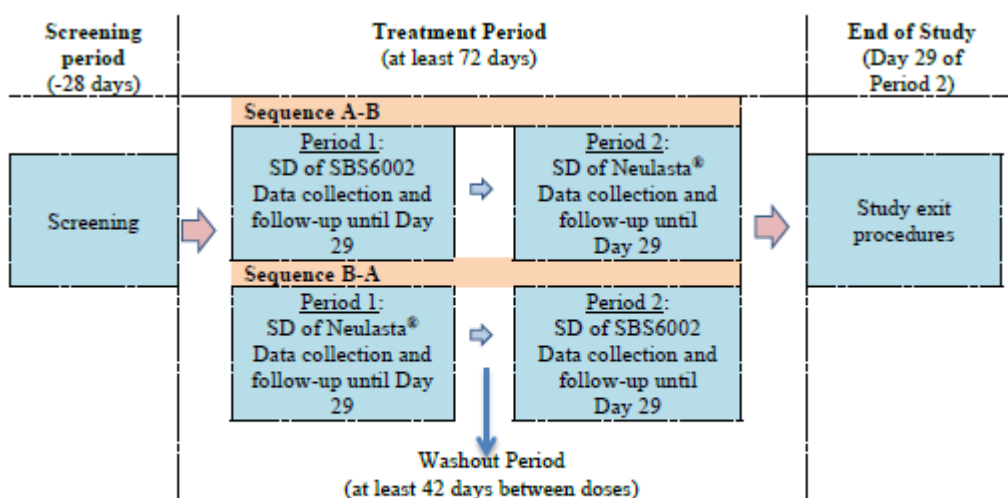 Screening
period
(-28 days)
Treatment Period
(at least 72 days)
End of Study
(Day 29 of
Period 2)
Sequence A-B
Period 1:
SD of SBS6002
Data collection and
follow-up until Day
29
Period 2:
SD of Neulasta®
Data collection and
follow-up until
Day 29
Screening
Study exit
procedures
Sequence B-A
Period 1:
SD of Neulasta®
Data collection and
follow-up until Day
29
Period 2:
SD of SBS6002
Data collection and
follow-up until
Day 29
Washout Period
(at least 42 days between doses)